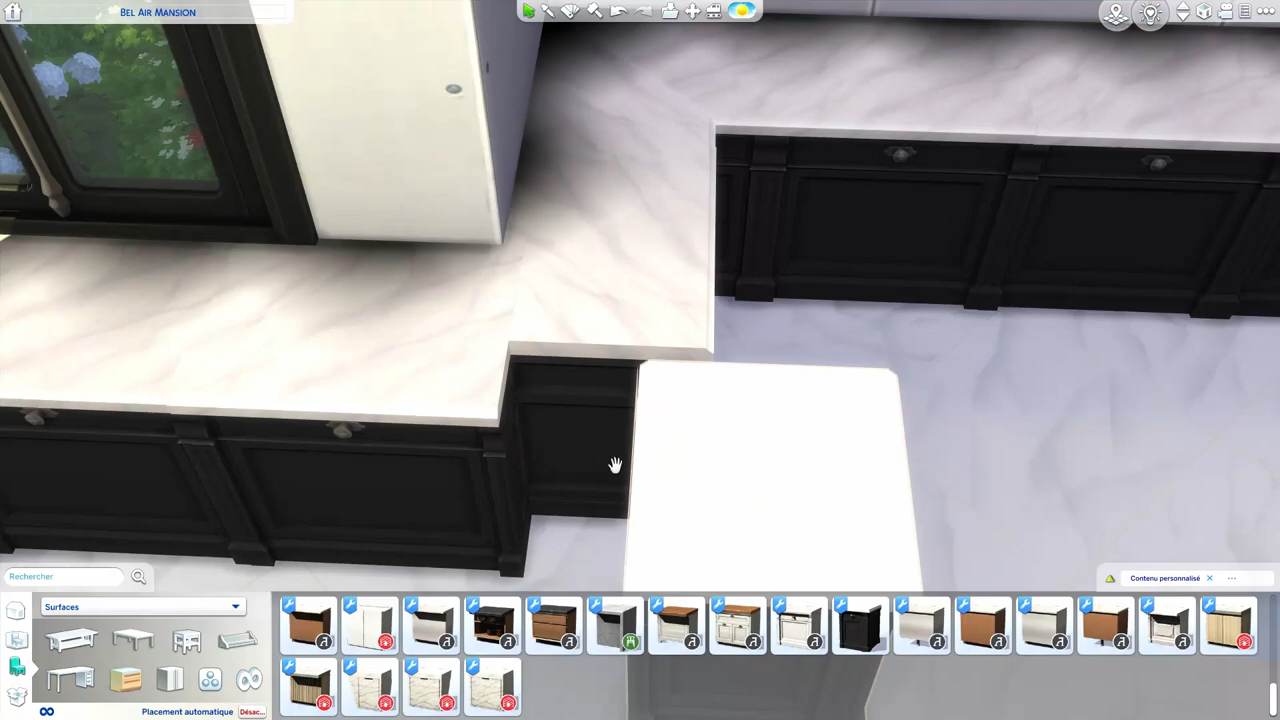 BEL AIR MANSION
Rechercher
Contenu personnalisé
Surfaces
Placement automatique
Désac...